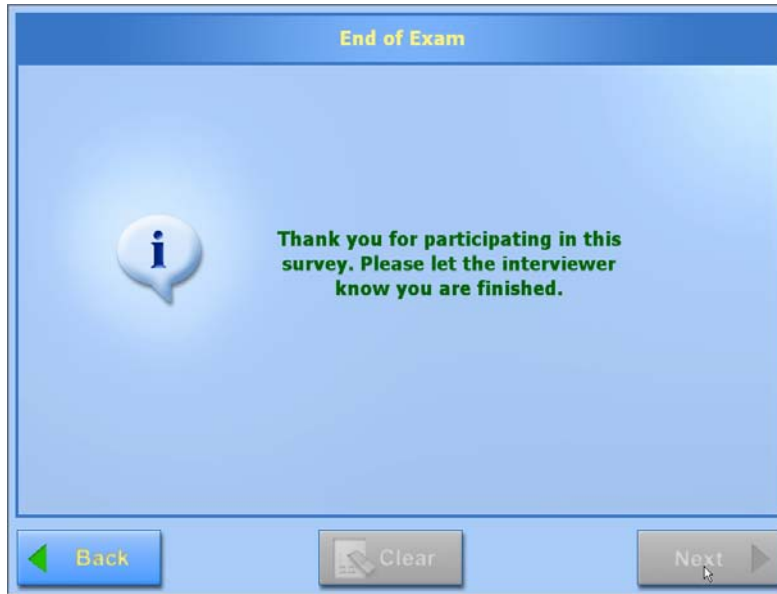 End of Exam
Thank you for participating in this
survey. Please let the interviewer
know you are finished.
Back
Clear
Next